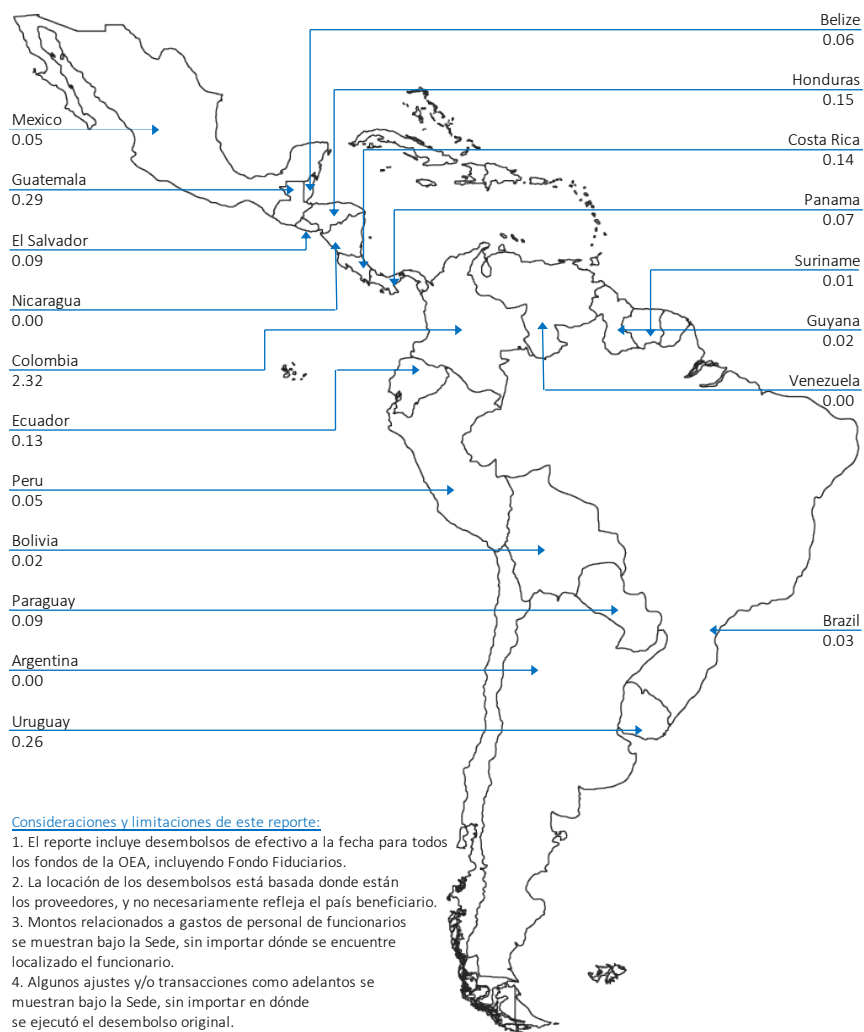 Belize
0.06
Honduras
0.15
Mexico
0.05
Costa Rica
0.14
Guatemala
0.29
Panama
0.07
El Salvador
0.09
Suriname
0.01
Nicaragua
0.00
Guyana
0.02
Colombia
2.32
Venezuela
0.00
Ecuador
0.13
Peru
0.05
Bolivia
0.02
Paraguay
0.09
Brazil
0.03
Argentina
0.00
Uruguay
0.26
Consideraciones y limitaciones de este reporte:
1. El reporte incluye desembolsos de efectivo a la fecha para todos
los fondos de la OEA, incluyendo Fondo Fiduciarios.
2. La locación de los desembolsos está basada donde están
los proveedores, y no necesariamente refleja el país beneficiario.
3. Montos relacionados a gastos de personal de funcionarios
se muestran bajo la Sede, sin importar dónde se encuentre
localizado el funcionario.
4. Algunos ajustes y/o transacciones como adelantos se
muestran bajo la Sede, sin importar en dónde
se ejecutó el desembolso original.